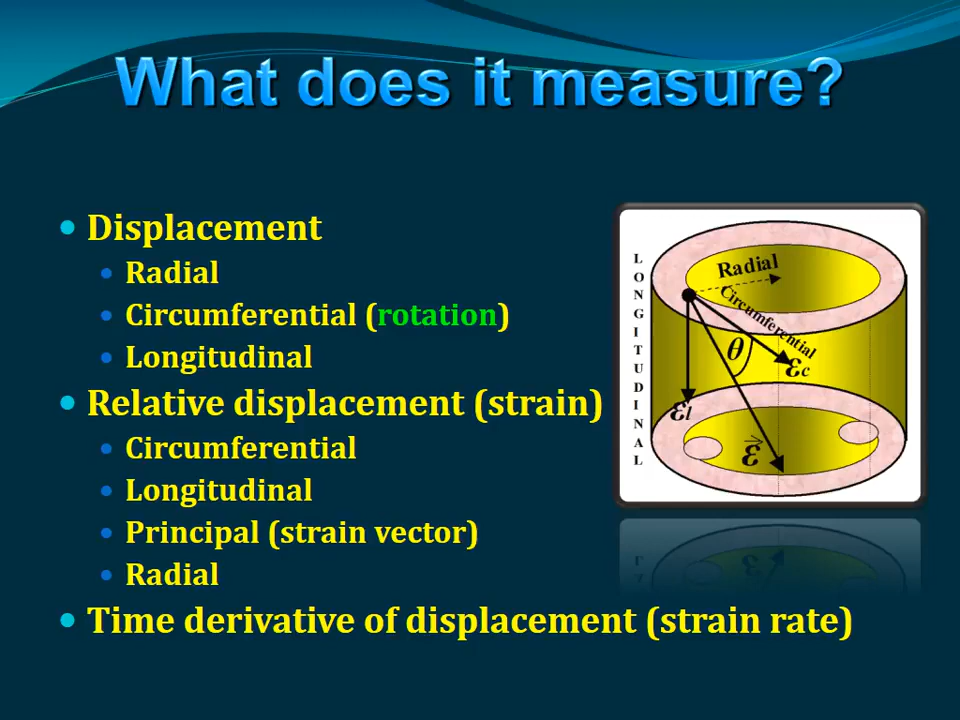 What does it measure?
• Displacement
• Radial
• Circumferential (rotation)
• Longitudinal
• Relative displacement (strain)
• Circumferential
• Longitudinal
• Principal (strain vector)
• Radial
• Time derivative of displacement (strain rate)
LONGITUDINAL
Radial
Circumferential
θ
εc
εl
ε⃗